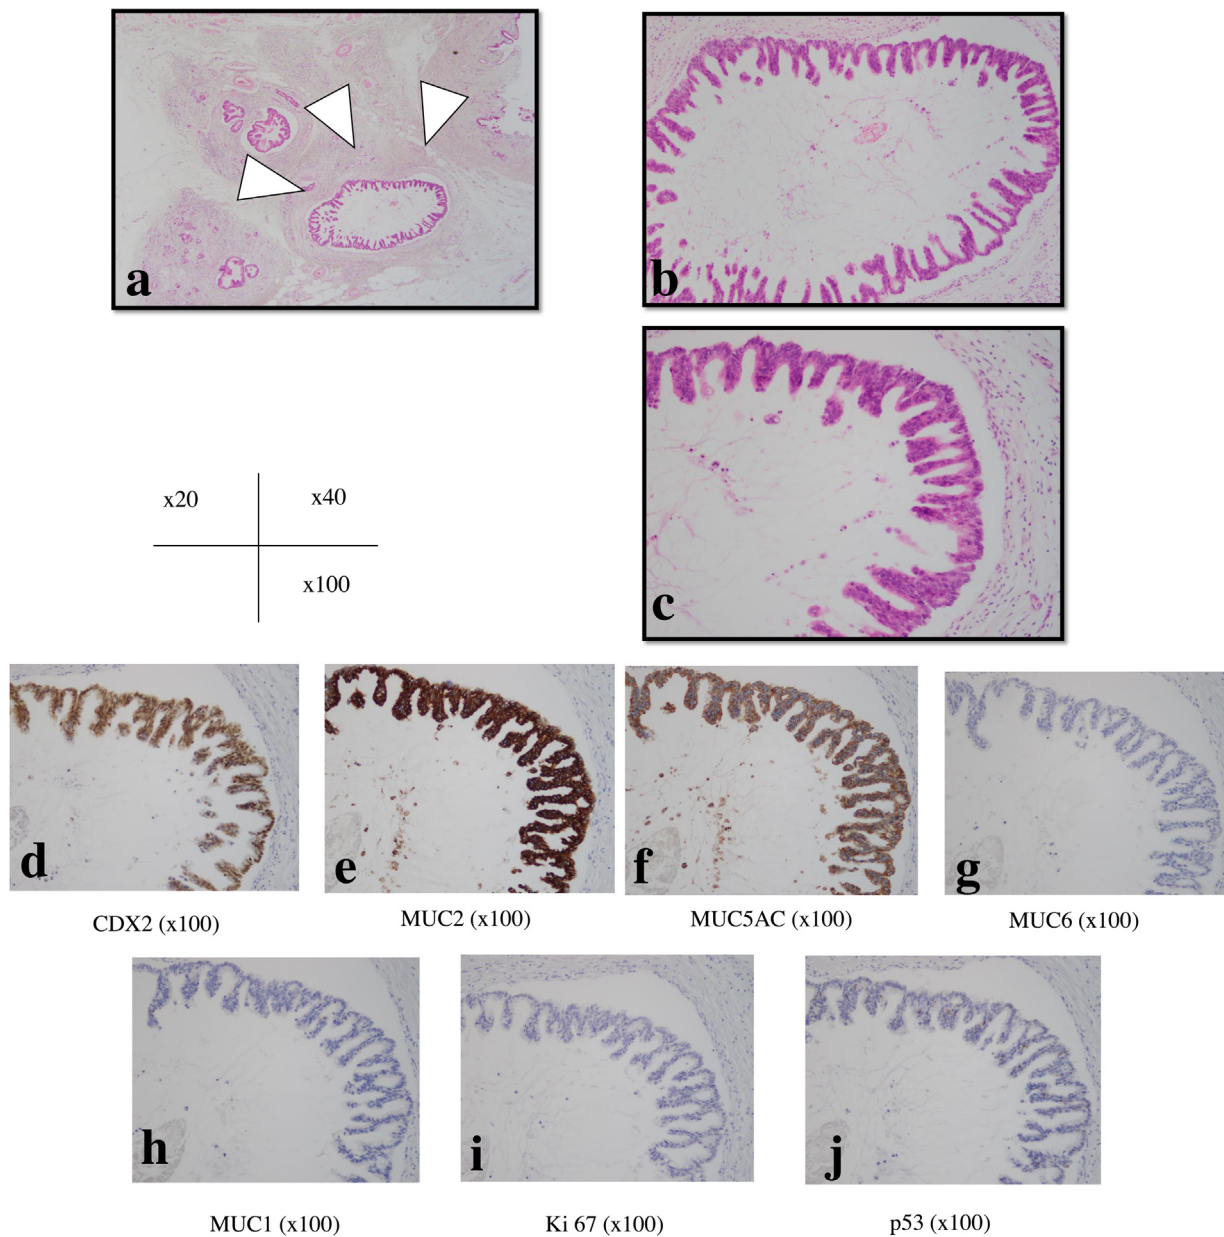 a
b
c
x20
x40
x100
d
e
f
g
CDX2 (x100)
MUC2 (x100)
MUC5AC (x100)
MUC6 (x100)
h
i
j
MUC1 (x100)
Ki 67 (x100)
p53 (x100)